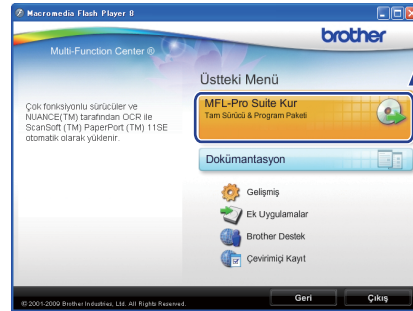 Macromedia Flash Player 8
brother
Multi-Function Center ®
Üstteki Menü
Çok fonksiyonlu sürücüler ve
NUANCE(TM) tarafından OCR ile
ScanSoft (TM) PaperPort (TM) 11SE
otomatik olarak yüklenir.
MFL-Pro Suite Kur
Tam Sürücü & Program Paketi
Dokümantasyon
Gelişmiş
Ek Uygulamalar
Brother Destek
Çevirimiçi Kayıt
© 2001-2009 Brother Industries, Ltd. All Rights Reserved.
Geri
Çıkış